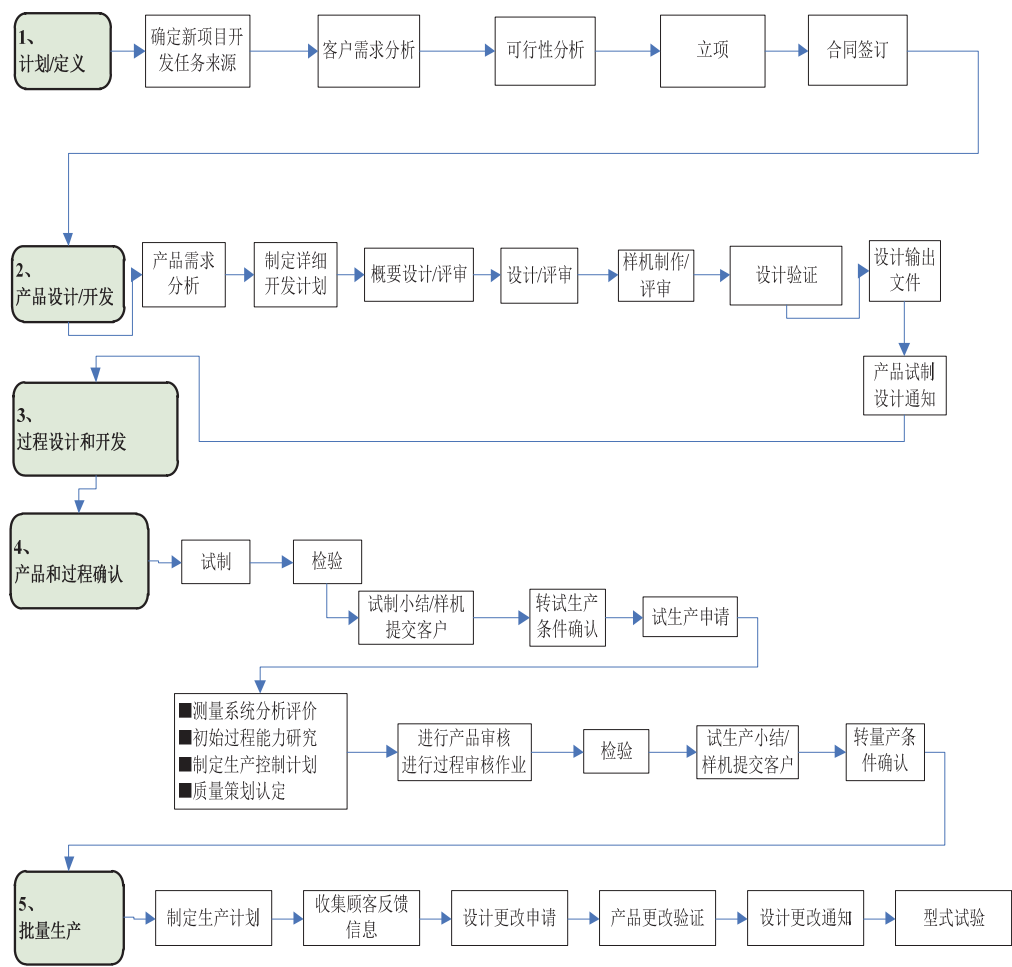 1、
计划/定义
确定新项目开
发任务来源
客户需求分析
可行性分析
立项
合同签订
2、
产品设计/开发
产品需求
分析
制定详细
开发计划
概要设计/评审
设计/评审
样机制作/
评审
设计验证
设计输出
文件
产品试制
设计通知
3、
过程设计和开发
4、
产品和过程确认
试制
检验
试制小结/样机
提交客户
转试生产
条件确认
试生产申请
■测量系统分析评价
■初始过程能力研究
■制定生产控制计划
■质量策划认定
进行产品审核
进行过程审核作业
检验
试生产小结/
样机提交客户
转量产条
件确认
5、
批量生产
制定生产计划
收集顾客反馈
信息
设计更改申请
产品更改验证
设计更改通知
型式试验